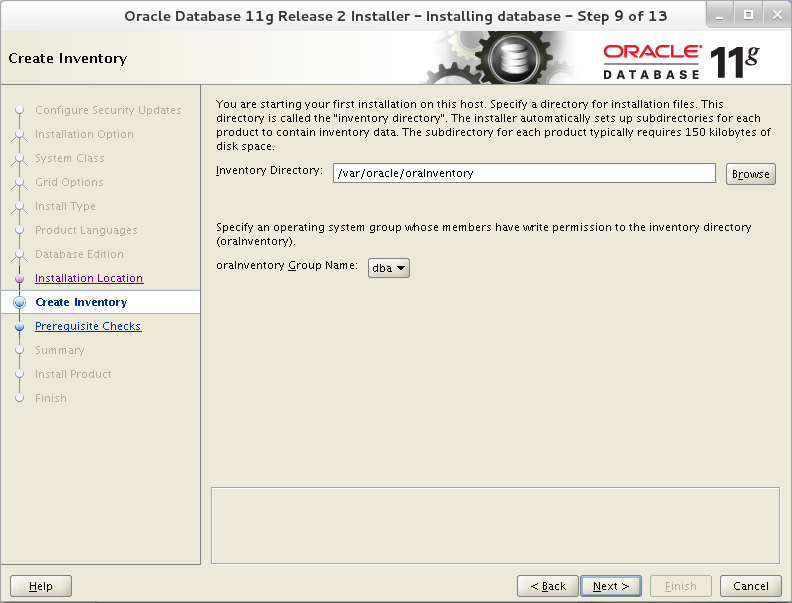 Oracle Database 11g Release 2 Installer - Installing database - Step 9 of 13
Create Inventory
ORACLE
DATABASE
11g
Configure Security Updates
Installation Option
System Class
Grid Options
Install Type
Product Languages
Database Edition
Installation Location
Create Inventory
Prerequisite Checks
Summary
Install Product
Finish
You are starting your first installation on this host. Specify a directory for installation files. This
directory is called the "inventory directory". The installer automatically sets up subdirectories for each
product to contain inventory data. The subdirectory for each product typically requires 150 kilobytes of
disk space.
Inventory Directory: /var/oracle/oraInventory Browse
Specify an operating system group whose members have write permission to the inventory directory
(oraInventory).
oraInventory Group Name: dba
Help < Back Next > Finish Cancel